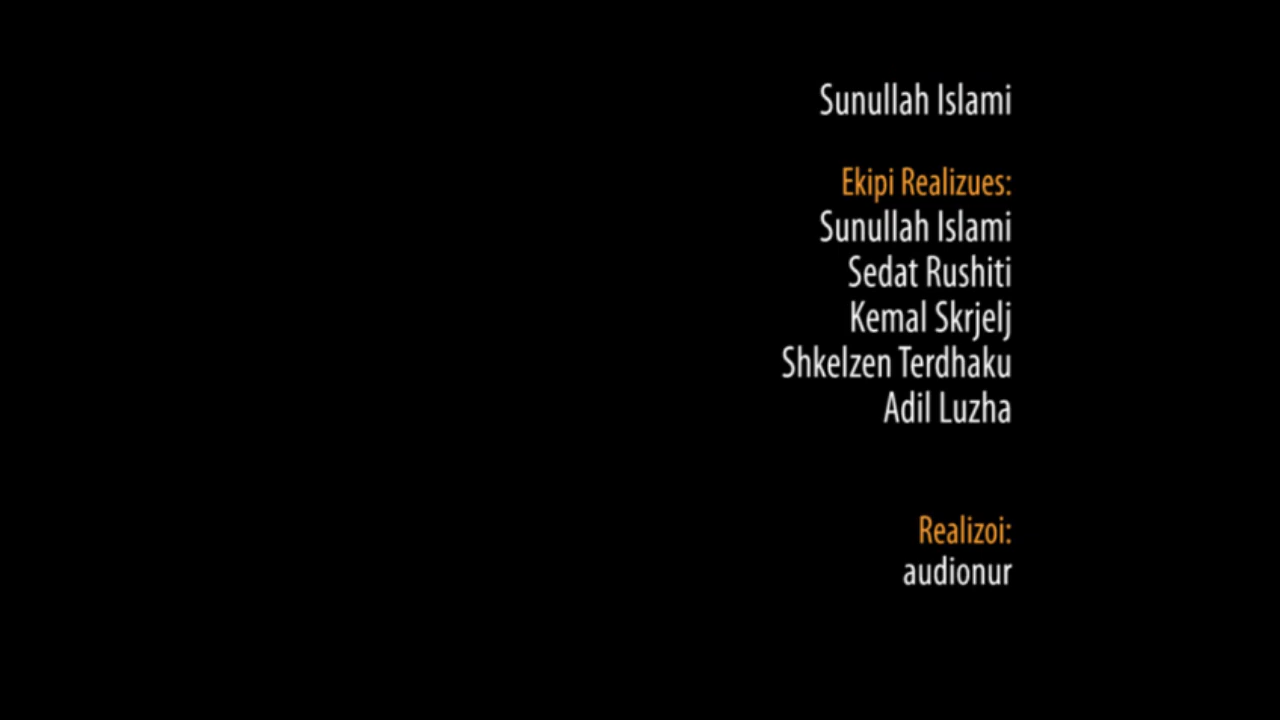 Sunullah Islami
Ekipi Realizues:
Sunullah Islami
Sedat Rushiti
Kemal Skrjelj
Shkelzen Terdhaku
Adil Luzha
Realizoi:
audionur